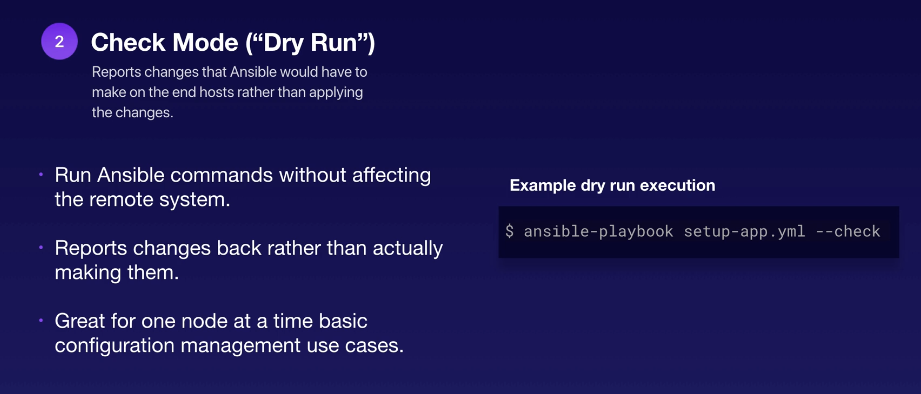 2
Check Mode (“Dry Run”)
Reports changes that Ansible would have to
make on the end hosts rather than applying
the changes.
• Run Ansible commands without affecting
the remote system.
• Reports changes back rather than actually
making them.
• Great for one node at a time basic
configuration management use cases.
Example dry run execution
$ ansible-playbook setup-app.yml --check